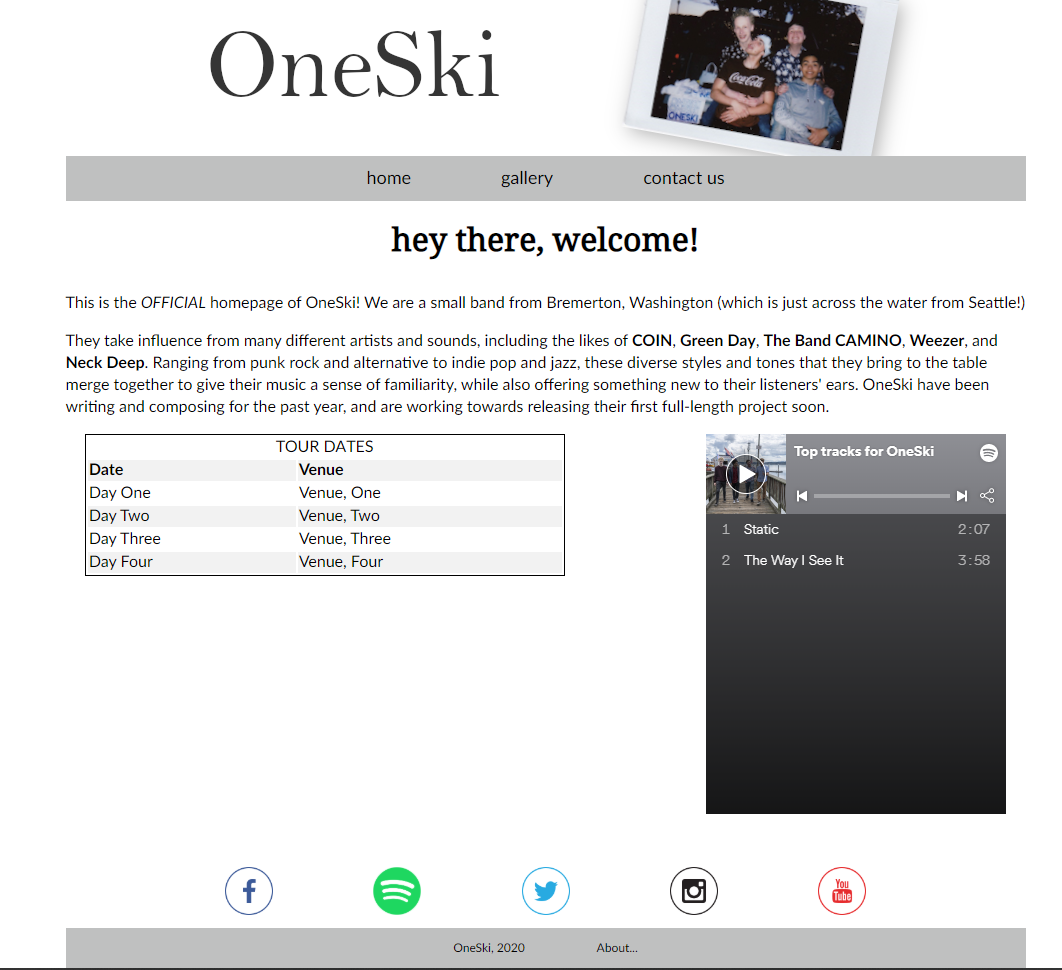 OneSki
Coca-Cola
ONESKI
home gallery contact us
hey there, welcome!
This is the OFFICIAL homepage of OneSki! We are a small band from Bremerton, Washington (which is just across the water from Seattle!)
They take influence from many different artists and sounds, including the likes of COIN, Green Day, The Band CAMINO, Weezer, and
Neck Deep. Ranging from punk rock and alternative to indie pop and jazz, these diverse styles and tones that they bring to the table
merge together to give their music a sense of familiarity, while also offering something new to their listeners' ears. OneSki have been
writing and composing for the past year, and are working towards releasing their first full-length project soon.
TOUR DATES
Date Venue
Day One Venue, One
Day Two Venue, Two
Day Three Venue, Three
Day Four Venue, Four
Top tracks for OneSki
1 Static 2:07
2 The Way I See It 3:58
You
Tube
OneSki, 2020 About...